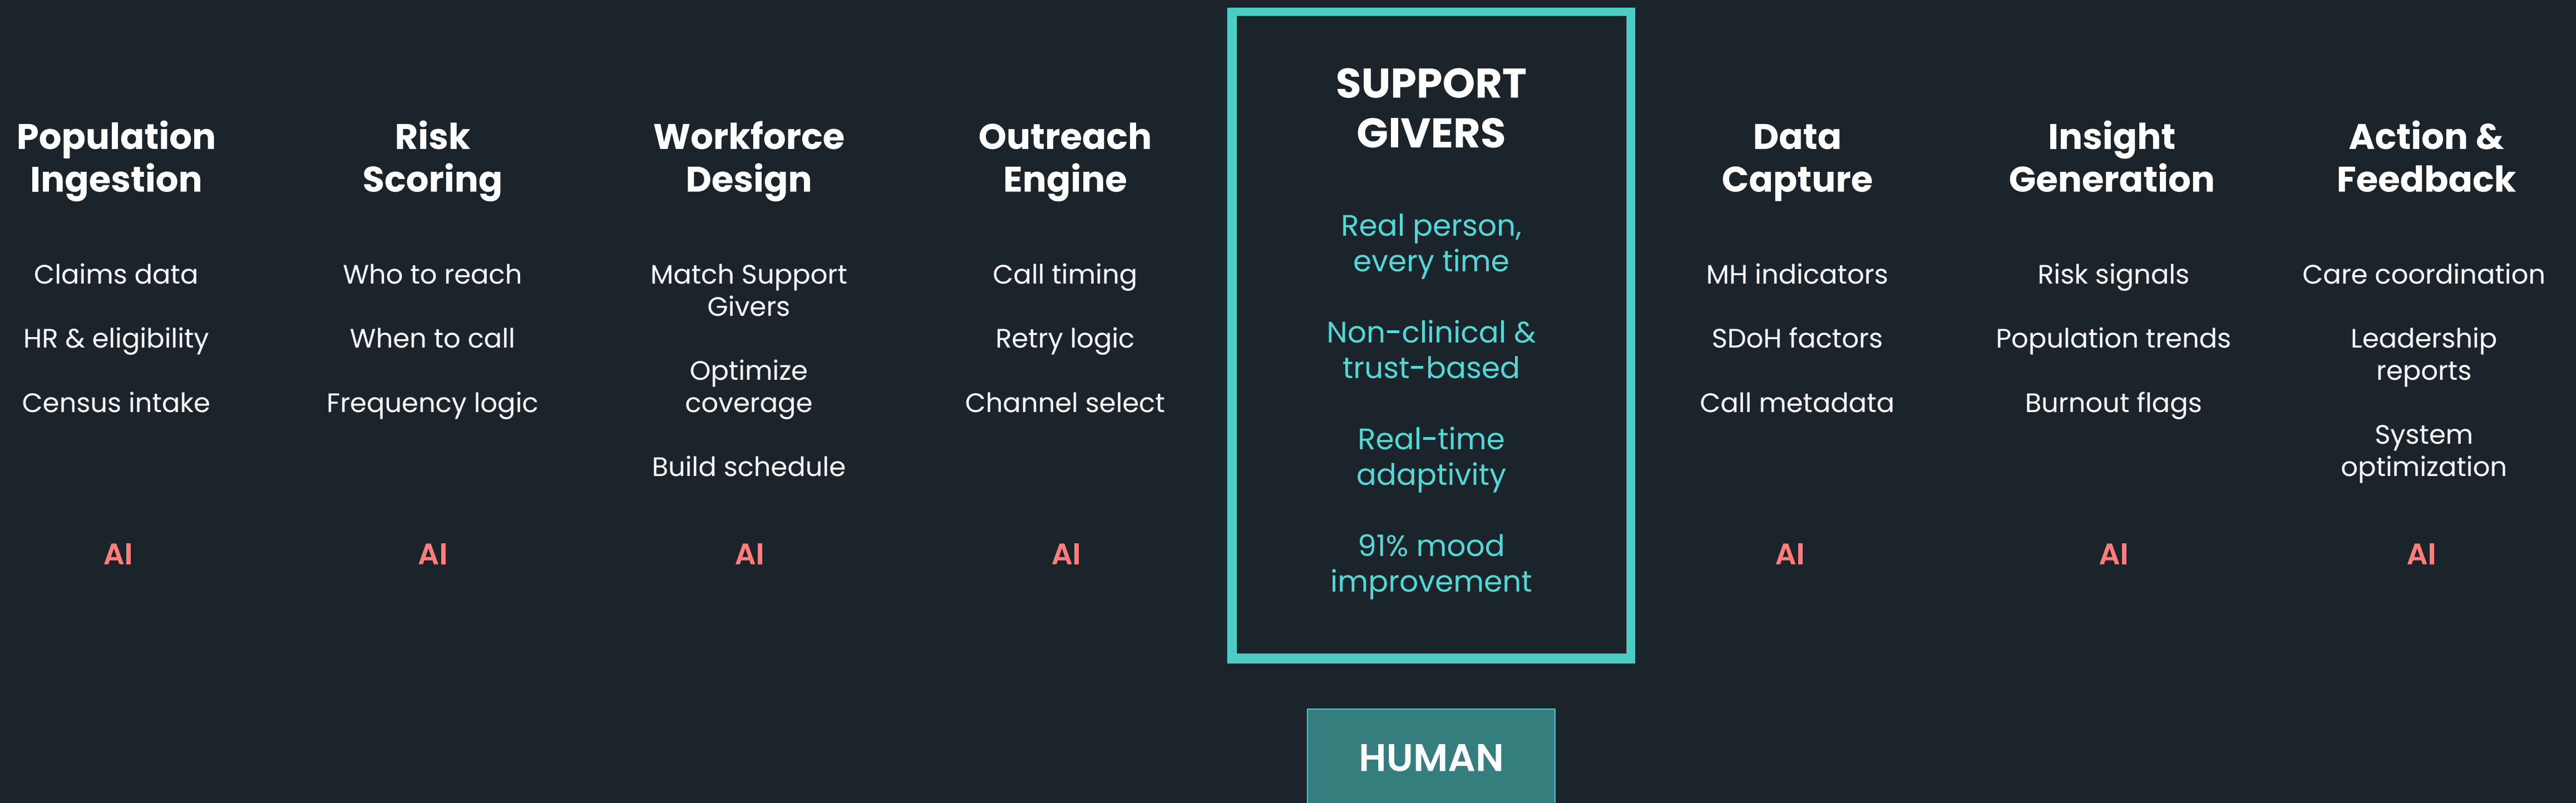 Population
Ingestion
Claims data
HR & eligibility
Census intake
AI
Risk
Scoring
Who to reach
When to call
Frequency logic
AI
Workforce
Design
Match Support
Givers
Optimize
coverage
Build schedule
AI
Outreach
Engine
Call timing
Retry logic
Channel select
AI
SUPPORT
GIVERS
Real person,
every time
Non-clinical &
trust-based
Real-time
adaptivity
91% mood
improvement
HUMAN
Data
Capture
MH indicators
SDoH factors
Call metadata
AI
Insight
Generation
Risk signals
Population trends
Burnout flags
AI
Action &
Feedback
Care coordination
Leadership
reports
System
optimization
AI